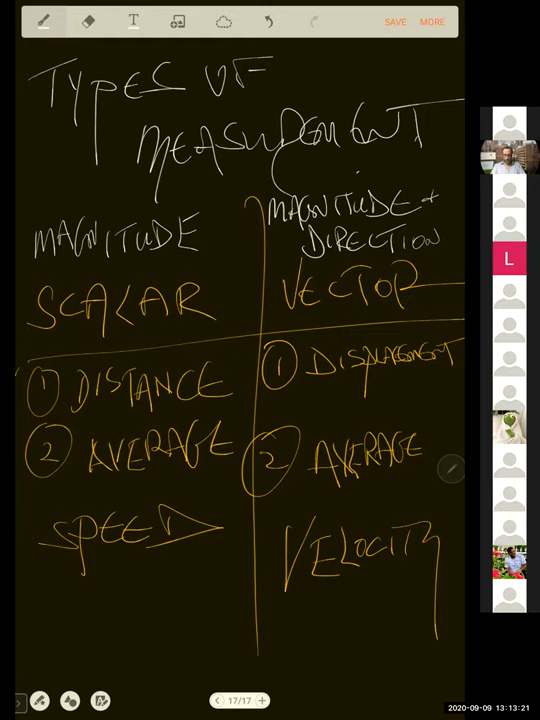 T
SAVE
MORE
TYPES OF
MEASUREMENT
MAGNITUDE
MAGNITUDE +
DIRECTION
SCALAR
VECTOR
① DISTANCE
① DISPLACEMENT
② AVERAGE
SPEED
② AVERAGE
VELOCITY
L
17/17
2020-09-09 13:13:21